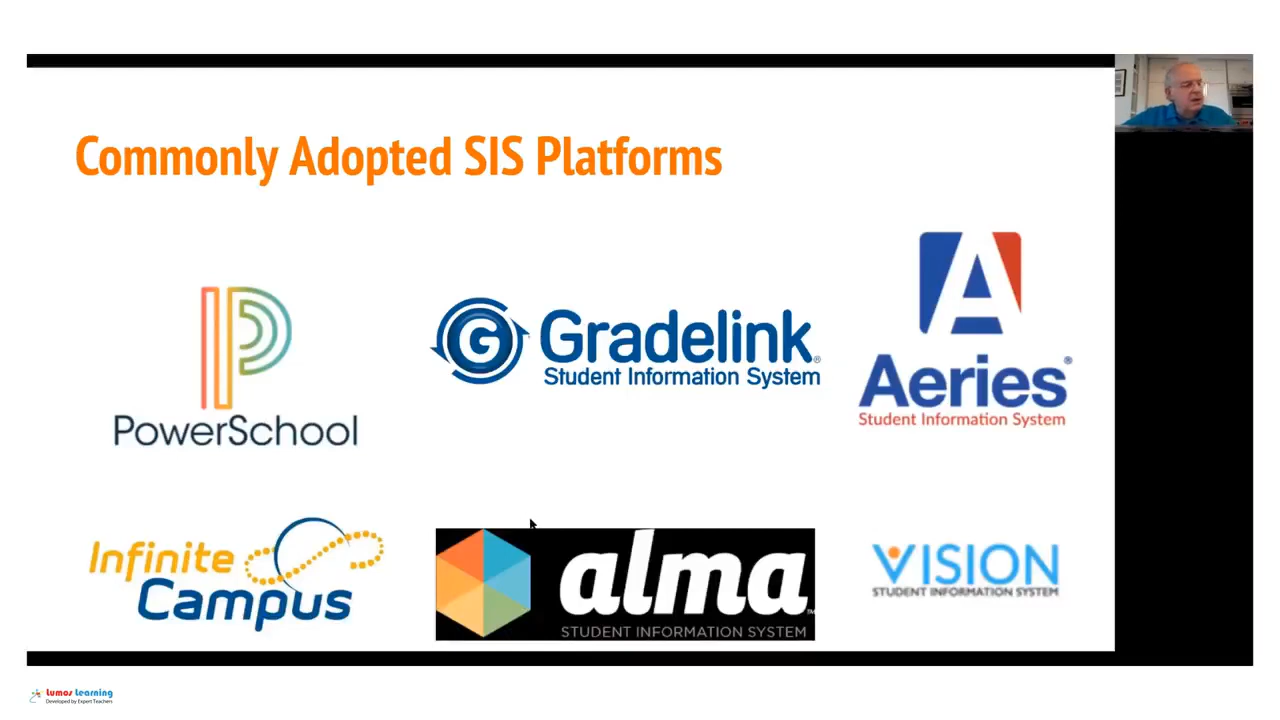 Commonly Adopted SIS Platforms
PowerSchool
G Gradelink®
Student Information System
A
Aeries®
Student Information System
Infinite
Campus
alma™
STUDENT INFORMATION SYSTEM
VISION
STUDENT INFORMATION SYSTEM
Lumos Learning
Developed by Expert Teachers